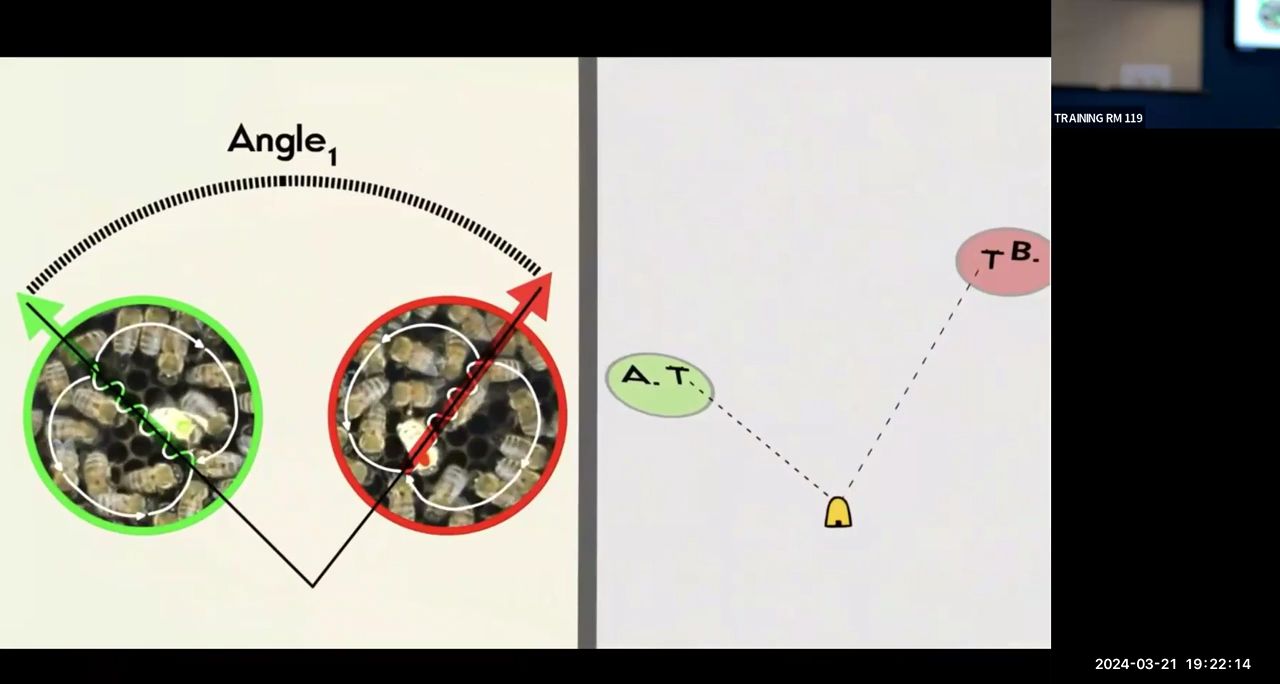 Angle1
A. T.
T B.
TRAINING RM 119
2024-03-21 19:22:14